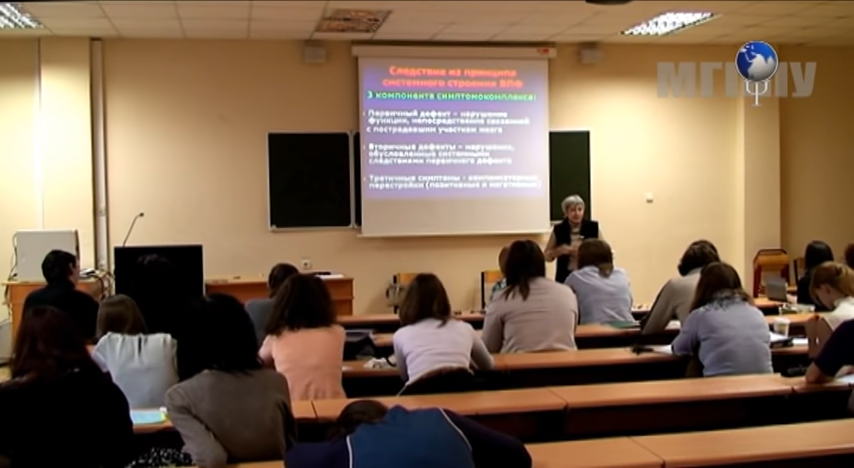 МГППУ
Следствие из принципа
системного строения ВПФ
3 компонента симптомокомплекса:
Первичный дефект – нарушение
функции, непосредственно связанной
с пострадавшим участком мозга
Вторичные дефекты – нарушения,
обусловленные системными
следствиями первичного дефекта
Третичные симптомы - компенсаторные
перестройки (позитивные и негативные)